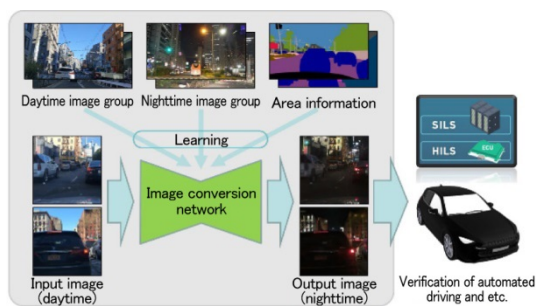 Daytime image group
Nighttime image group
Area information
Learning
Image conversion
network
Input image
(daytime)
Output image
(nighttime)
SILS
HILS
ECU
Verification of automated
driving and etc.